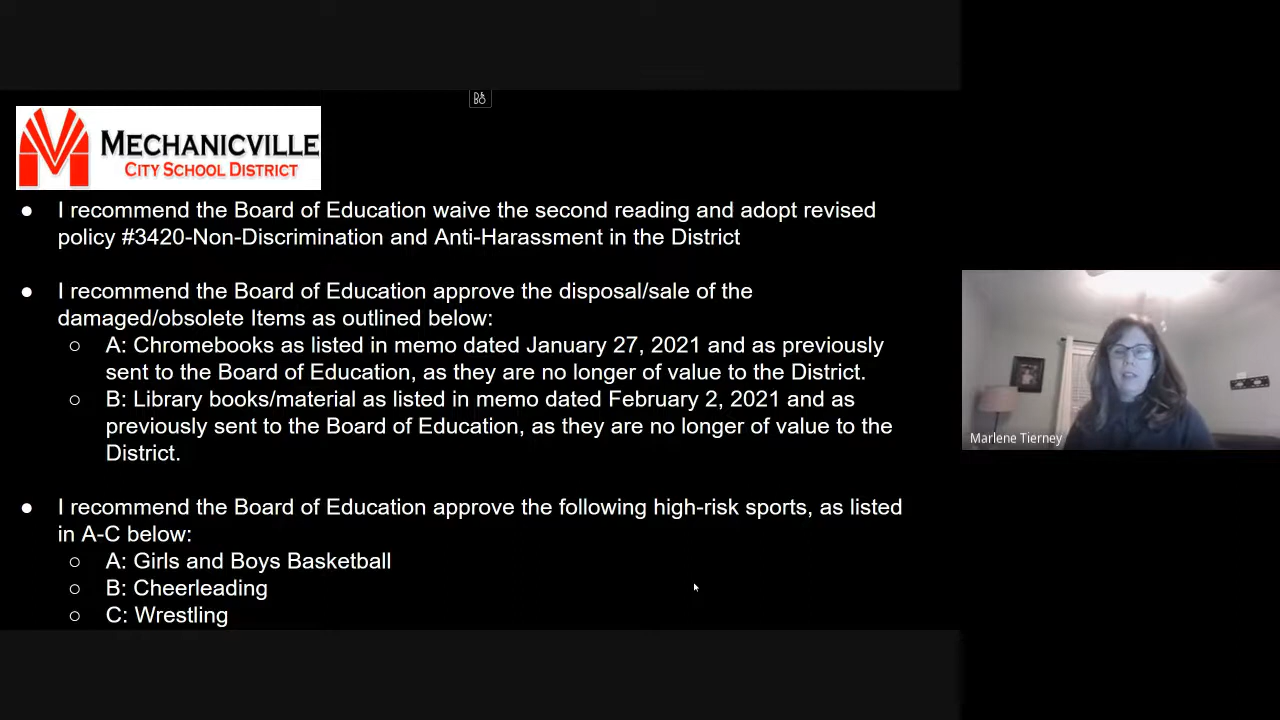 MECHANICVILLE
CITY SCHOOL DISTRICT
● I recommend the Board of Education waive the second reading and adopt revised
policy #3420-Non-Discrimination and Anti-Harassment in the District
● I recommend the Board of Education approve the disposal/sale of the
damaged/obsolete Items as outlined below:
○ A: Chromebooks as listed in memo dated January 27, 2021 and as previously
sent to the Board of Education, as they are no longer of value to the District.
○ B: Library books/material as listed in memo dated February 2, 2021 and as
previously sent to the Board of Education, as they are no longer of value to the
District.
● I recommend the Board of Education approve the following high-risk sports, as listed
in A-C below:
○ A: Girls and Boys Basketball
○ B: Cheerleading
○ C: Wrestling
Marlene Tierney